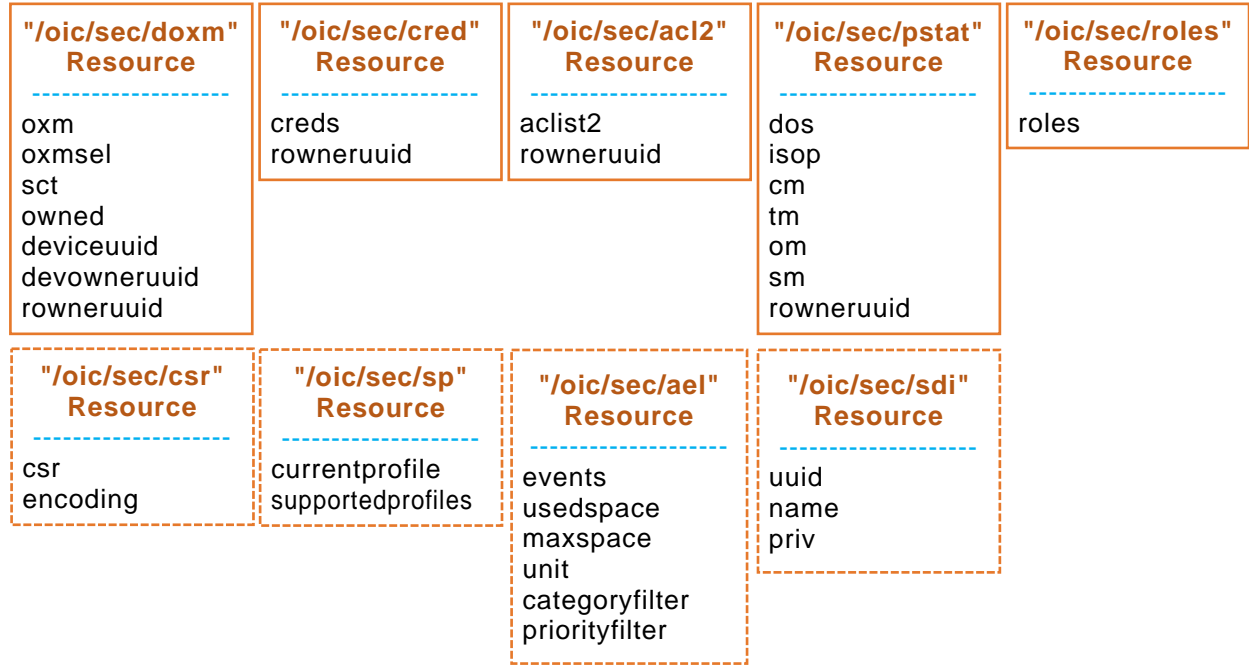 "/oic/sec/doxm"
Resource
oxm
oxmsel
sct
owned
deviceuuid
devowneruuid
rowneruuid
"/oic/sec/cred"
Resource
creds
rowneruuid
"/oic/sec/acl2"
Resource
aclist2
rowneruuid
"/oic/sec/pstat"
Resource
dos
isop
cm
tm
om
sm
rowneruuid
"/oic/sec/roles"
Resource
roles
"/oic/sec/csr"
Resource
csr
encoding
"/oic/sec/sp"
Resource
currentprofile
supportedprofiles
"/oic/sec/ael"
Resource
events
usedspace
maxspace
unit
categoryfilter
priorityfilter
"/oic/sec/sdi"
Resource
uuid
name
priv